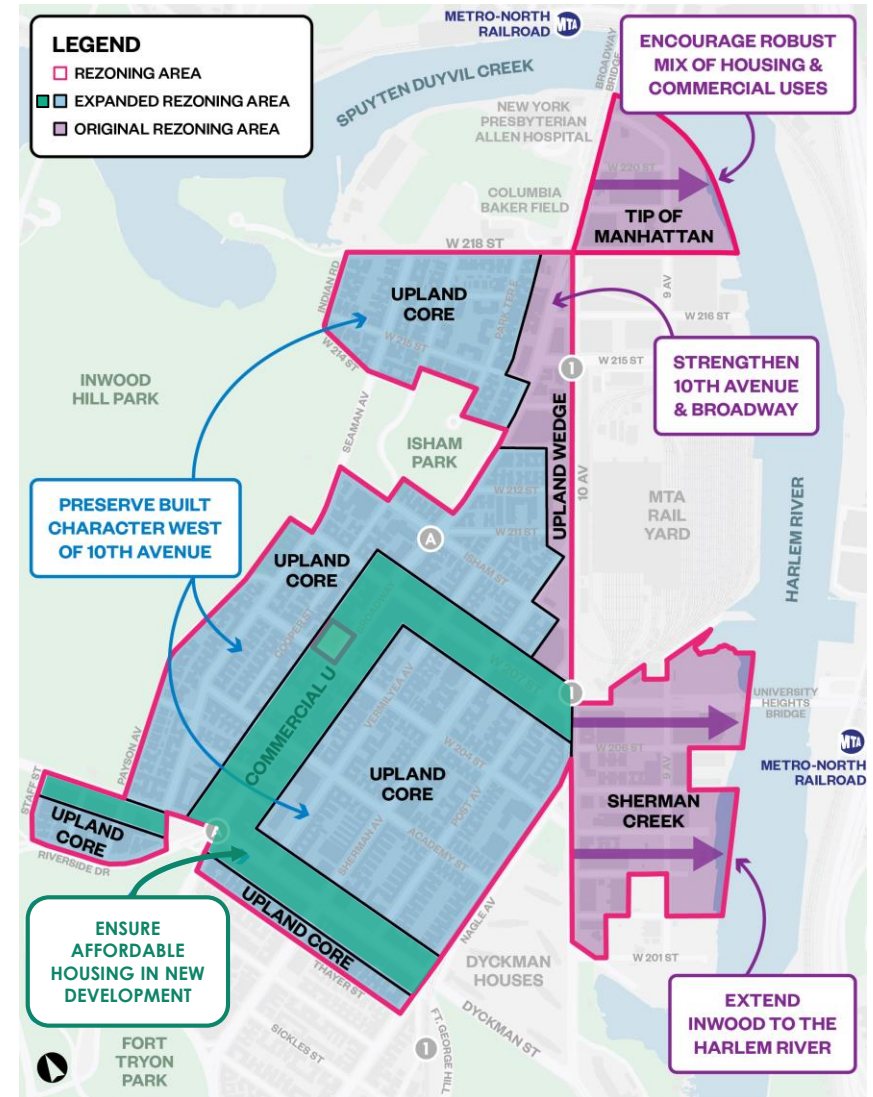 LEGEND
REZONING AREA
EXPANDED REZONING AREA
ORIGINAL REZONING AREA
METRO-NORTH
RAILROAD
MTA
SPUYTEN DUYVIL CREEK
BROADWAY
BRIDGE
ENCOURAGE ROBUST
MIX OF HOUSING &
COMMERCIAL USES
NEW YORK
PRESBYTERIAN
ALLEN HOSPITAL
W 220 ST
COLUMBIA
BAKER FIELD
TIP OF
MANHATTAN
W 218 ST
INDIAN RD
UPLAND
CORE
PARK TER E
9 AV
W 216 ST
W 215 ST
W 214 ST
1
W 215 ST
STRENGTHEN
10TH AVENUE
& BROADWAY
INWOOD
HILL PARK
SEAMAN AV
ISHAM
PARK
UPLAND WEDGE
10 AV
W 212 ST
W 211 ST
MTA
RAIL
YARD
HARLEM RIVER
PRESERVE BUILT
CHARACTER WEST
OF 10TH AVENUE
A
ISHAM ST
UPLAND
CORE
BROADWAY
COOPER ST
W 207 ST
COMMERCIAL U
VERMILYEA AV
1
UNIVERSITY
HEIGHTS
BRIDGE
W 206 ST
W 204 ST
9 AV
MTA
METRO-NORTH
RAILROAD
PAYSON AV
UPLAND
CORE
POST AV
SHERMAN
CREEK
STAFF ST
UPLAND
CORE
RIVERSIDE DR
A
SHERMAN AV
ACADEMY ST
UPLAND CORE
NAGLE AV
ENSURE
AFFORDABLE
HOUSING IN NEW
DEVELOPMENT
THAYER ST
DYCKMAN
HOUSES
W 201 ST
EXTEND
INWOOD TO THE
HARLEM RIVER
FORT
TRYON
PARK
SICKLES ST
1
FT. GEORGE HILL
DYCKMAN ST